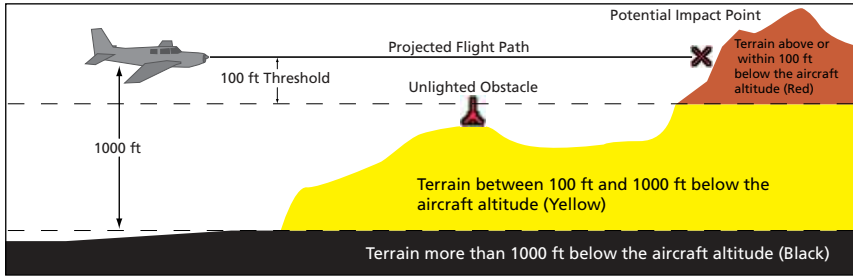 Potential Impact Point
Projected Flight Path
Terrain above or
within 100 ft
below the aircraft
altitude (Red)
100 ft Threshold
Unlighted Obstacle
1000 ft
Terrain between 100 ft and 1000 ft below the
aircraft altitude (Yellow)
Terrain more than 1000 ft below the aircraft altitude (Black)